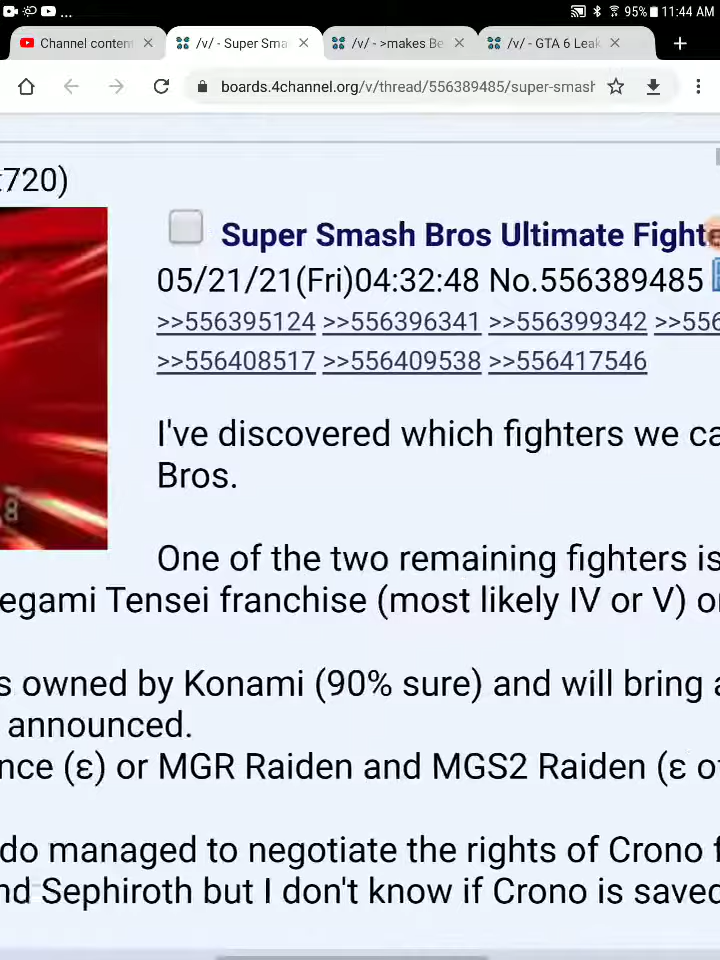 95% 11:44 AM
Channel content
/v/ - Super Sma
/v/ - >makes Be
/v/ - GTA 6 Leak
boards.4channel.org/v/thread/556389485/super-smash
720)
Super Smash Bros Ultimate Fighte
05/21/21(Fri)04:32:48 No.556389485
>>556395124 >>556396341 >>556399342 >>556
>>556408517 >>556409538 >>556417546
I've discovered which fighters we ca
Bros.
One of the two remaining fighters is
egami Tensei franchise (most likely IV or V) or
s owned by Konami (90% sure) and will bring a
announced.
nce (ε) or MGR Raiden and MGS2 Raiden (ε o
do managed to negotiate the rights of Crono f
nd Sephiroth but I don't know if Crono is saved